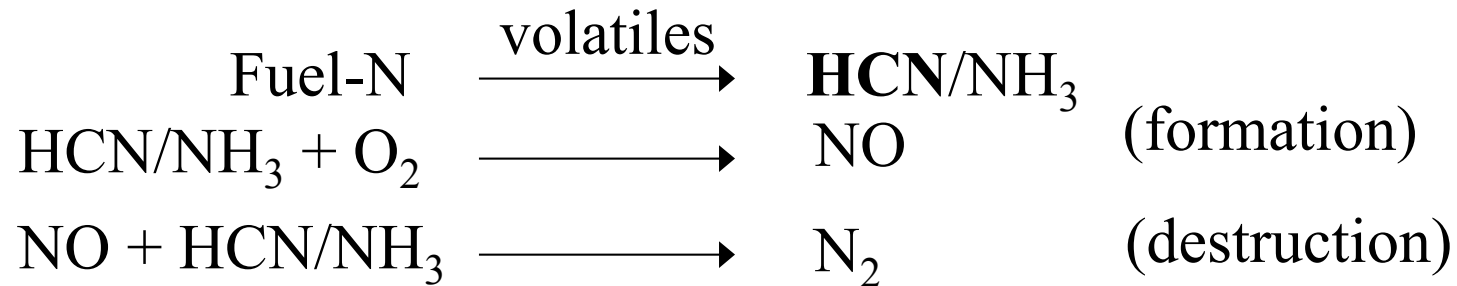 volatiles
Fuel-N ⟶ HCN/NH₃
HCN/NH₃ + O₂ ⟶ NO (formation)
NO + HCN/NH₃ ⟶ N₂ (destruction)